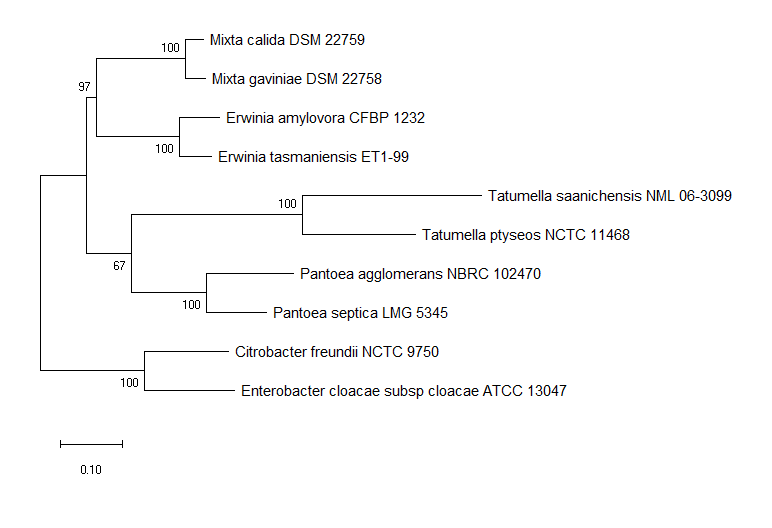 Mixta calida DSM 22759
100
Mixta gaviniae DSM 22758
97
Erwinia amylovora CFBP 1232
100
Erwinia tasmaniensis ET1-99
Tatumella saanichensis NML 06-3099
100
Tatumella ptyseos NCTC 11468
67
Pantoea agglomerans NBRC 102470
100
Pantoea septica LMG 5345
Citrobacter freundii NCTC 9750
100
Enterobacter cloacae subsp cloacae ATCC 13047
0.10